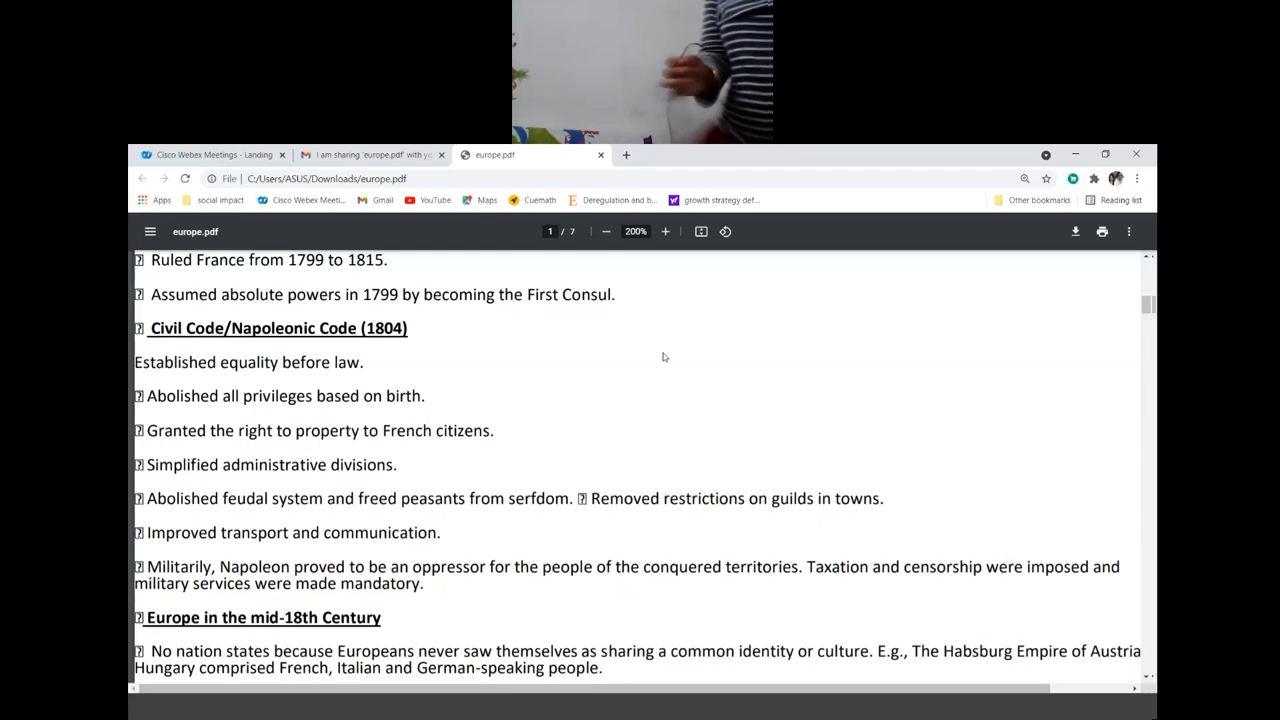 Cisco Webex Meetings - Landing
I am sharing 'europe.pdf' with yo
europe.pdf
File | C:/Users/ASUS/Downloads/europe.pdf
Apps social impact Cisco Webex Meeti... Gmail YouTube Maps Cuemath Deregulation and b... growth strategy def... Other bookmarks Reading list
europe.pdf 1 / 7 200%
Ruled France from 1799 to 1815.
Assumed absolute powers in 1799 by becoming the First Consul.
Civil Code/Napoleonic Code (1804)
Established equality before law.
Abolished all privileges based on birth.
Granted the right to property to French citizens.
Simplified administrative divisions.
Abolished feudal system and freed peasants from serfdom. Removed restrictions on guilds in towns.
Improved transport and communication.
Militarily, Napoleon proved to be an oppressor for the people of the conquered territories. Taxation and censorship were imposed and
military services were made mandatory.
Europe in the mid-18th Century
No nation states because Europeans never saw themselves as sharing a common identity or culture. E.g., The Habsburg Empire of Austria
Hungary comprised French, Italian and German-speaking people.